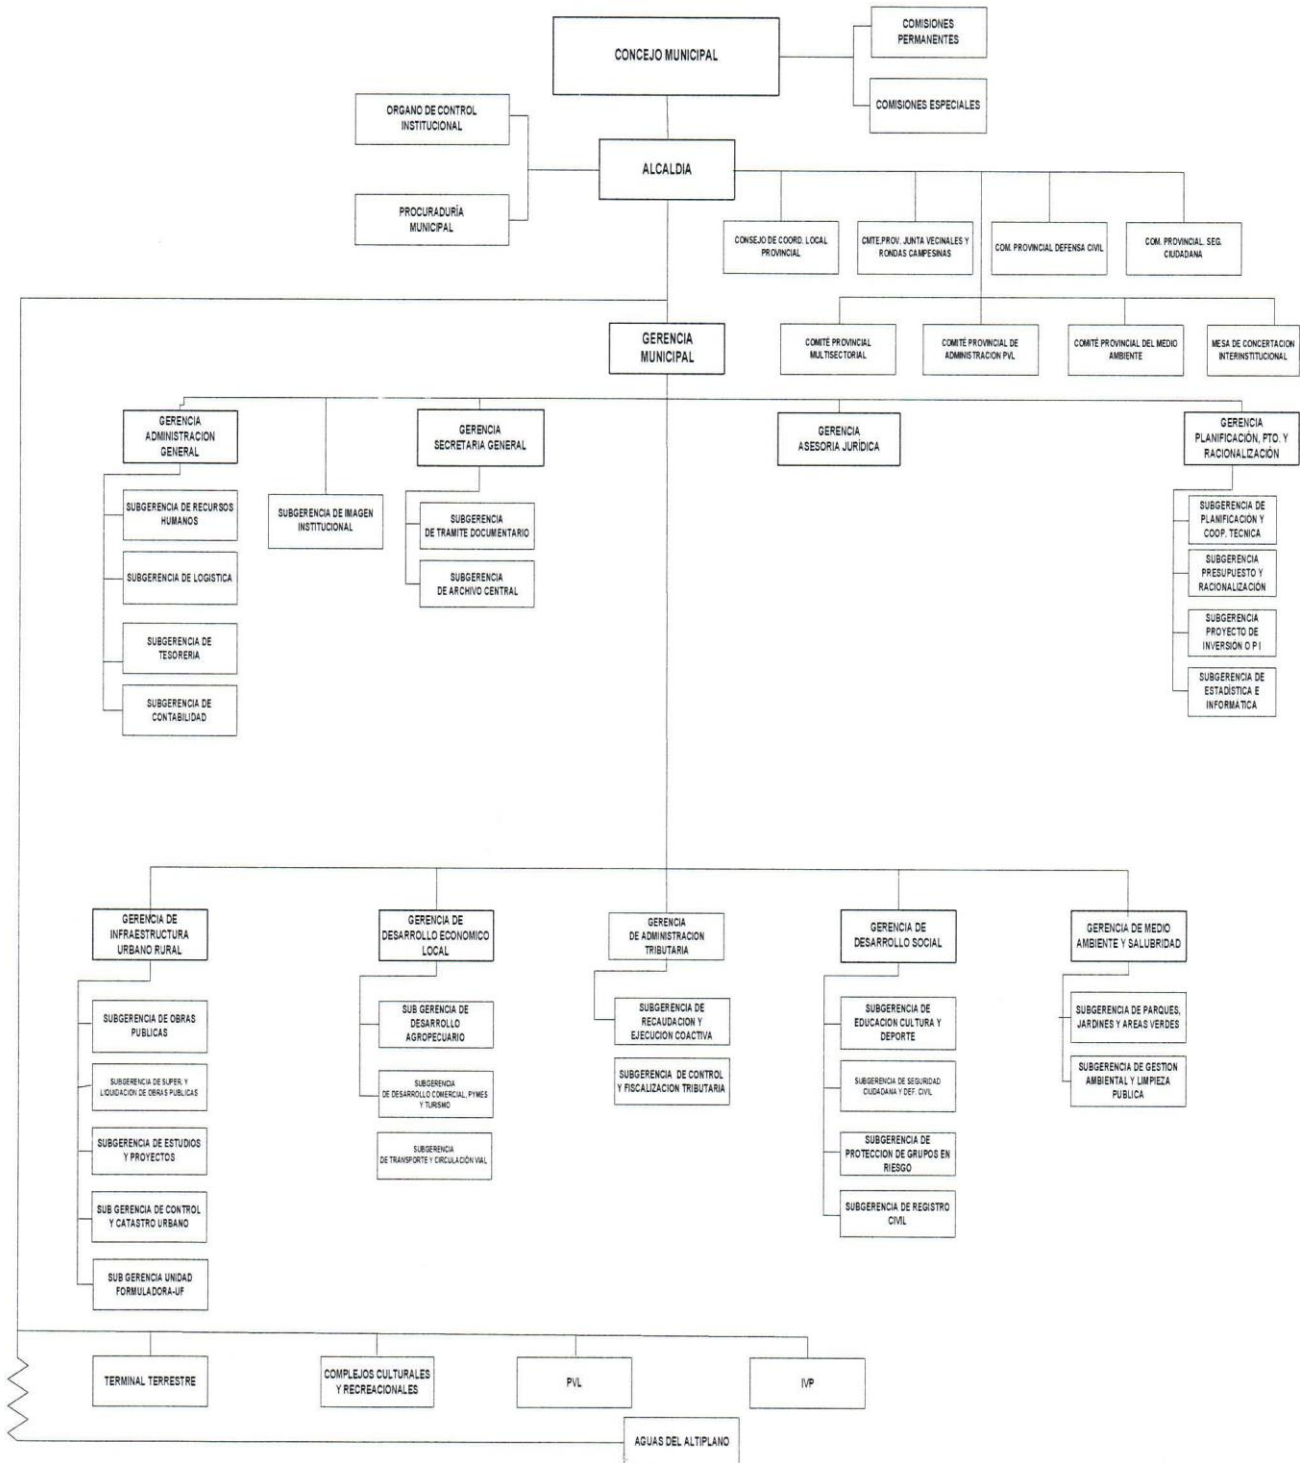 CONCEJO MUNICIPAL
COMISIONES
PERMANENTES
COMISIONES ESPECIALES
ORGANO DE CONTROL
INSTITUCIONAL
ALCALDIA
PROCURADURÍA
MUNICIPAL
CONSEJO DE COORD. LOCAL
PROVINCIAL
CMTE.PROV. JUNTA VECINALES Y
RONDAS CAMPESINAS
COM. PROVINCIAL DEFENSA CIVIL
COM. PROVINCIAL. SEG.
CIUDADANA
GERENCIA
MUNICIPAL
COMITÉ PROVINCIAL
MULTISECTORIAL
COMITÉ PROVINCIAL DE
ADMINISTRACION PVL
COMITÉ PROVINCIAL DEL MEDIO
AMBIENTE
MESA DE CONCERTACION
INTERINSTITUCIONAL
GERENCIA
ADMINISTRACION
GENERAL
GERENCIA
SECRETARIA GENERAL
GERENCIA
ASESORIA JURÍDICA
GERENCIA
PLANIFICACIÓN, PTO. Y
RACIONALIZACIÓN
SUBGERENCIA DE RECURSOS
HUMANOS
SUBGERENCIA DE LOGISTICA
SUBGERENCIA DE
TESORERIA
SUBGERENCIA DE
CONTABILIDAD
SUBGERENCIA DE IMAGEN
INSTITUCIONAL
SUBGERENCIA
DE TRAMITE DOCUMENTARIO
SUBGERENCIA
DE ARCHIVO CENTRAL
SUBGERENCIA DE
PLANIFICACIÓN Y
COOP. TECNICA
SUBGERENCIA
PRESUPUESTO Y
RACIONALIZACIÓN
SUBGERENCIA
PROYECTO DE
INVERSIÓN O P I
SUBGERENCIA DE
ESTADÍSTICA E
INFORMÁTICA
GERENCIA DE
INFRAESTRUCTURA
URBANO RURAL
GERENCIA DE
DESARROLLO ECONOMICO
LOCAL
GERENCIA
DE ADMINISTRACION
TRIBUTARIA
GERENCIA DE
DESARROLLO SOCIAL
GERENCIA DE MEDIO
AMBIENTE Y SALUBRIDAD
SUBGERENCIA DE OBRAS
PUBLICAS
SUBGERENCIA DE SUPER. Y
LIQUIDACION DE OBRAS PUBLICAS
SUBGERENCIA DE ESTUDIOS
Y PROYECTOS
SUB GERENCIA DE CONTROL
Y CATASTRO URBANO
SUB GERENCIA UNIDAD
FORMULADORA-UF
SUB GERENCIA DE
DESARROLLO
AGROPECUARIO
SUBGERENCIA
DE DESARROLLO COMERCIAL, PYMES
Y TURISMO
SUBGERENCIA
DE TRANSPORTE Y CIRCULACIÓN VIAL
SUBGERENCIA DE
RECAUDACION Y
EJECUCION COACTIVA
SUBGERENCIA DE CONTROL
Y FISCALIZACION TRIBUTARIA
SUBGERENCIA DE
EDUCACION CULTURA Y
DEPORTE
SUBGERENCIA DE SEGURIDAD
CIUDADANA Y DEF. CIVIL
SUBGERENCIA DE
PROTECCION DE GRUPOS EN
RIESGO
SUBGERENCIA DE REGISTRO
CIVIL
SUBGERENCIA DE PARQUES,
JARDINES Y AREAS VERDES
SUBGERENCIA DE GESTION
AMBIENTAL Y LIMPIEZA
PUBLICA
TERMINAL TERRESTRE
COMPLEJOS CULTURALES
Y RECREACIONALES
PVL
IVP
AGUAS DEL ALTIPLANO